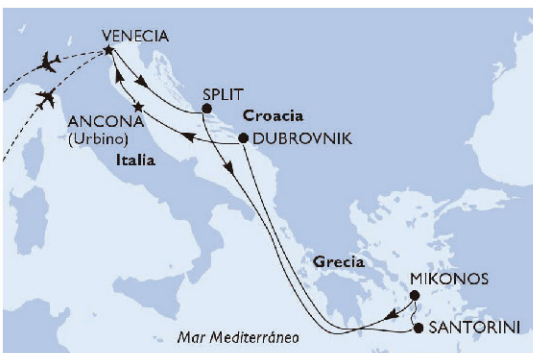 VENECIA
SPLIT
Croacia
ANCONA
(Urbino)
DUBROVNIK
Italia
Grecia
MIKONOS
SANTORINI
Mar Mediterráneo